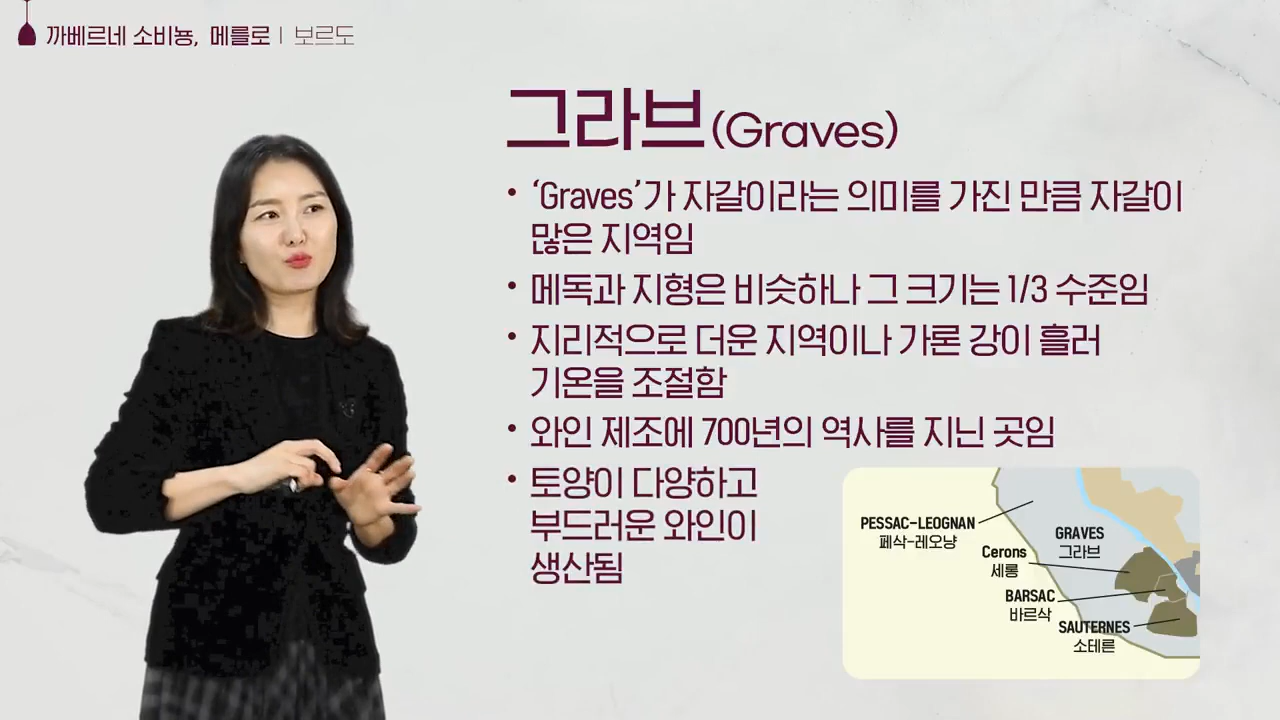 까베르네 소비뇽, 메를로 | 보르도
그라브(Graves)
• ‘Graves’가 자갈이라는 의미를 가진 만큼 자갈이
많은 지역임
• 메독과 지형은 비슷하나 그 크기는 1/3 수준임
• 지리적으로 더운 지역이나 가론 강이 흘러
기온을 조절함
• 와인 제조에 700년의 역사를 지닌 곳임
• 토양이 다양하고
부드러운 와인이
생산됨
PESSAC-LEOGNAN
페삭-레오냥
GRAVES
그라브
Cerons
세롱
BARSAC
바르삭
SAUTERNES
소테른